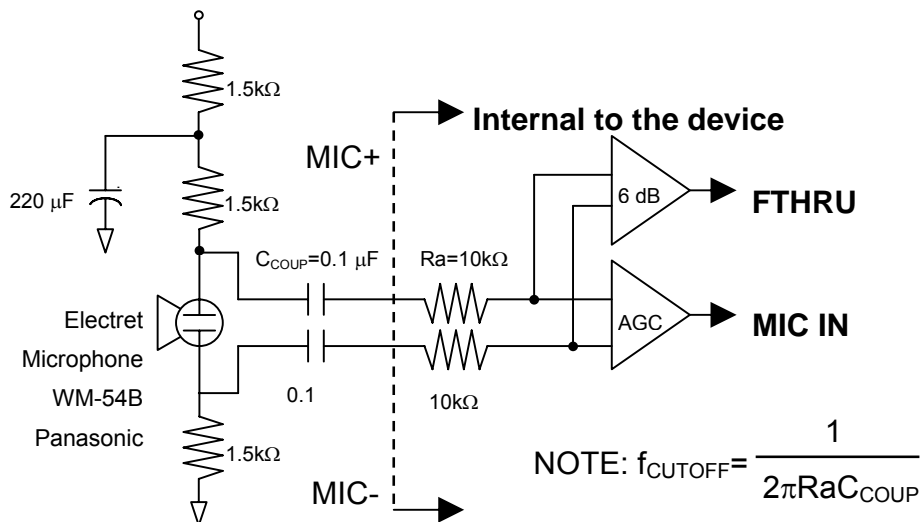 1.5kΩ
Internal to the device
MIC+
220 μF
1.5kΩ
6 dB
FTHRU
CCOUP=0.1 μF
Ra=10kΩ
Electret
Microphone
WM-54B
Panasonic
AGC
MIC IN
0.1
10kΩ
1.5kΩ
MIC-
NOTE: fCUTOFF= 1
2πRaCCOUP